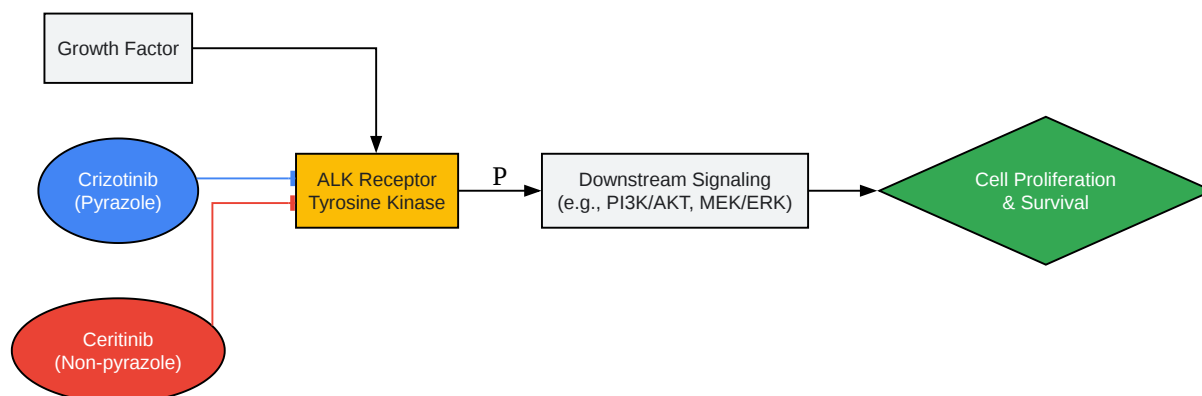 Growth Factor
Crizotinib
(Pyrazole)
ALK Receptor
Tyrosine Kinase
P
Downstream Signaling
(e.g., PI3K/AKT, MEK/ERK)
Cell Proliferation
& Survival
Ceritinib
(Non-pyrazole)